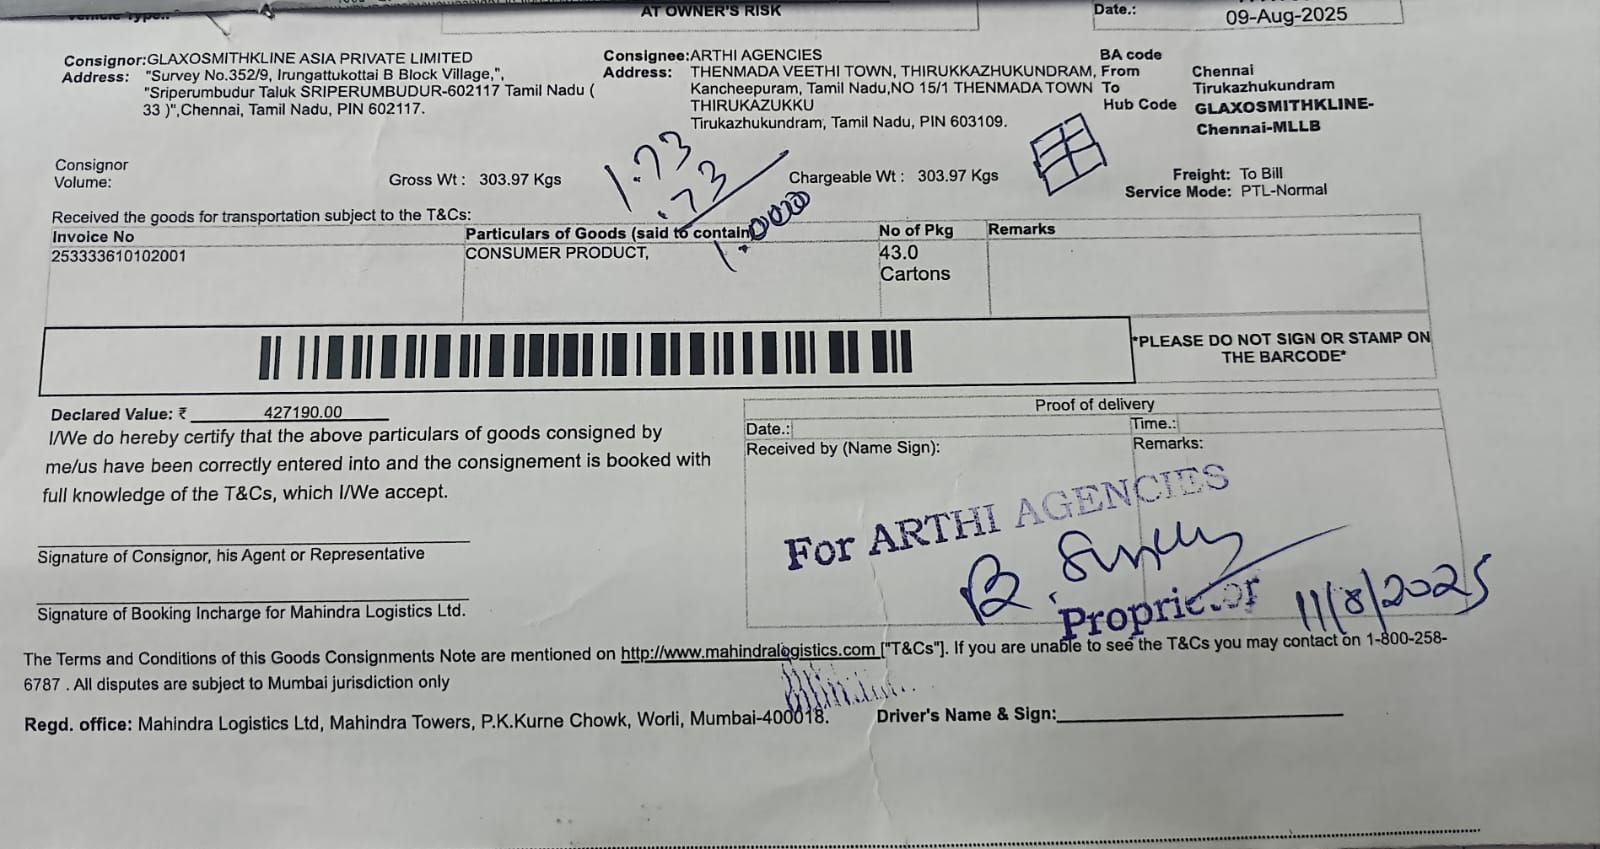 AT OWNER'S RISK
Date.: 09-Aug-2025
Consignor:GLAXOSMITHKLINE ASIA PRIVATE LIMITED
Address: "Survey No.352/9, Irungattukottai B Block Village,",
"Sriperumbudur Taluk SRIPERUMBUDUR-602117 Tamil Nadu (
33 )",Chennai, Tamil Nadu, PIN 602117.
Consignee:ARTHI AGENCIES
Address: THENMADA VEETHI TOWN, THIRUKKAZHUKUNDRAM,
Kancheepuram, Tamil Nadu,NO 15/1 THENMADA TOWN
THIRUKAZUKKU
Tirukazhukundram, Tamil Nadu, PIN 603109.
BA code
From Chennai
To Tirukazhukundram
Hub Code GLAXOSMITHKLINE-
Chennai-MLLB
Consignor
Volume:
Gross Wt : 303.97 Kgs
1.73
.73
1.0000
Chargeable Wt : 303.97 Kgs
Freight: To Bill
Service Mode: PTL-Normal
Received the goods for transportation subject to the T&Cs:
Invoice No Particulars of Goods (said to contain No of Pkg Remarks
253333610102001 CONSUMER PRODUCT, 43.0
Cartons
*PLEASE DO NOT SIGN OR STAMP ON
THE BARCODE*
Declared Value: ₹ 427190.00
I/We do hereby certify that the above particulars of goods consigned by
me/us have been correctly entered into and the consignement is booked with
full knowledge of the T&Cs, which I/We accept.
Signature of Consignor, his Agent or Representative
Signature of Booking Incharge for Mahindra Logistics Ltd.
Proof of delivery
Date.: Time.:
Received by (Name Sign): Remarks:
For ARTHI AGENCIES
Proprietor
11/8/2025
The Terms and Conditions of this Goods Consignments Note are mentioned on http://www.mahindralogistics.com ["T&Cs"]. If you are unable to see the T&Cs you may contact on 1-800-258-
6787 . All disputes are subject to Mumbai jurisdiction only
Regd. office: Mahindra Logistics Ltd, Mahindra Towers, P.K.Kurne Chowk, Worli, Mumbai-400018.
Driver's Name & Sign: